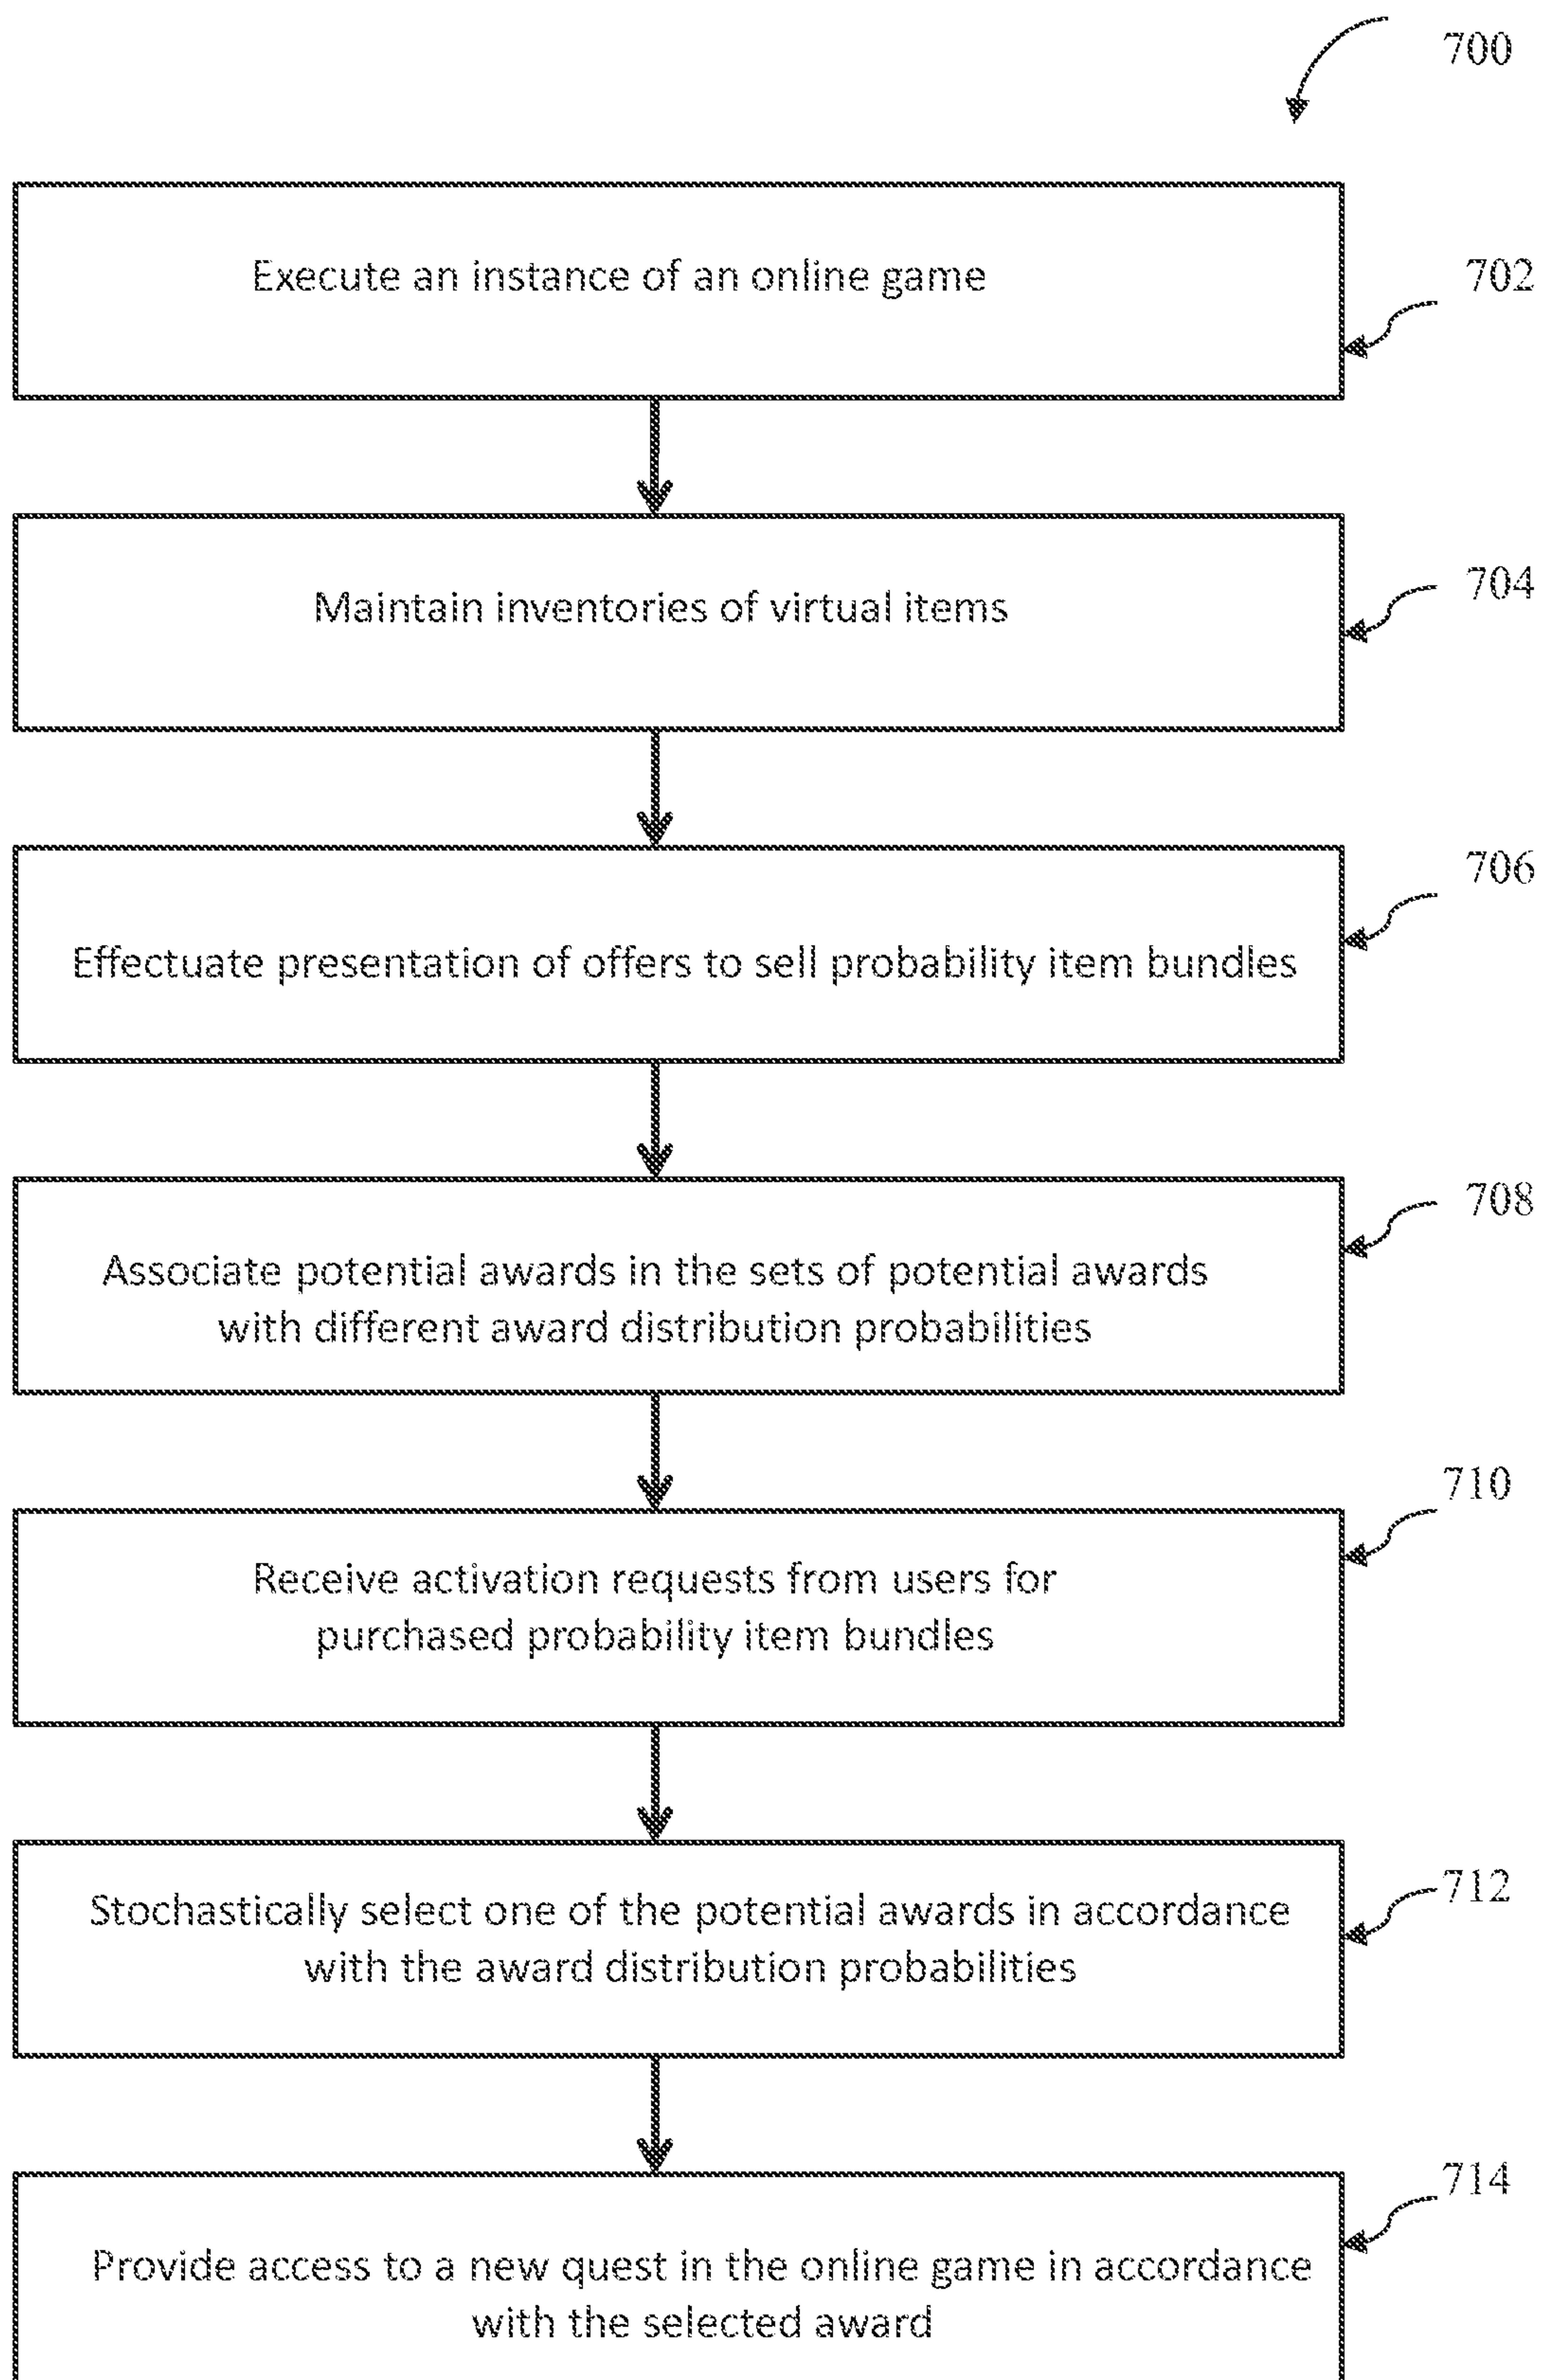 700
Execute an instance of an online game
702
Maintain inventories of virtual items
704
706
Effectuate presentation of offers to sell probability item bundles
708
Associate potential awards in the sets of potential awards
with different award distribution probabilities
710
Receive activation requests from users for
purchased probability item bundles
712
Stochastically select one of the potential awards in accordance
with the award distribution probabilities
714
Provide access to a new quest in the online game in accordance
with the selected award